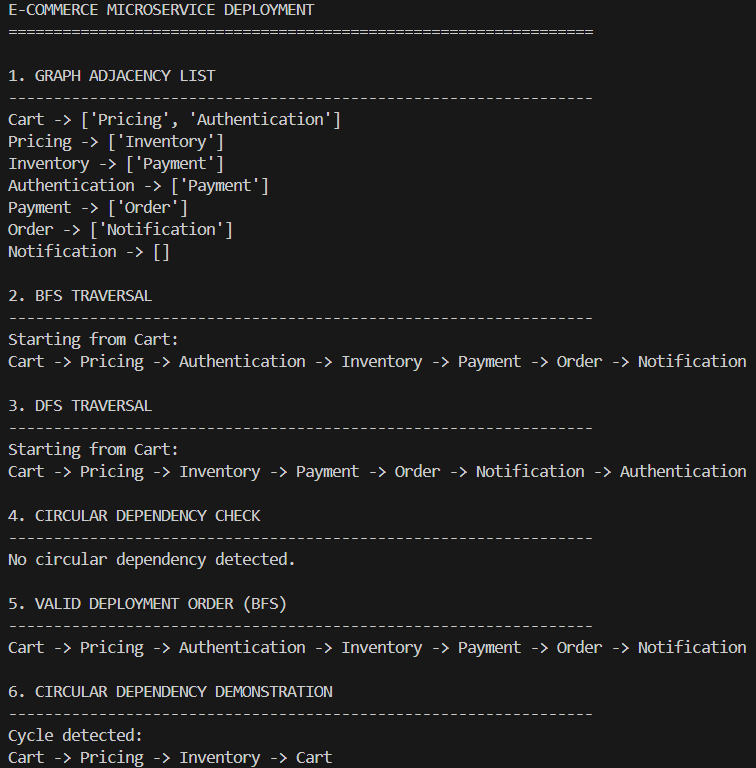 E-COMMERCE MICROSERVICE DEPLOYMENT
=================================================================
1. GRAPH ADJACENCY LIST
-----------------------------------------------------------------
Cart -> ['Pricing', 'Authentication']
Pricing -> ['Inventory']
Inventory -> ['Payment']
Authentication -> ['Payment']
Payment -> ['Order']
Order -> ['Notification']
Notification -> []
2. BFS TRAVERSAL
-----------------------------------------------------------------
Starting from Cart:
Cart -> Pricing -> Authentication -> Inventory -> Payment -> Order -> Notification
3. DFS TRAVERSAL
-----------------------------------------------------------------
Starting from Cart:
Cart -> Pricing -> Inventory -> Payment -> Order -> Notification -> Authentication
4. CIRCULAR DEPENDENCY CHECK
-----------------------------------------------------------------
No circular dependency detected.
5. VALID DEPLOYMENT ORDER (BFS)
-----------------------------------------------------------------
Cart -> Pricing -> Authentication -> Inventory -> Payment -> Order -> Notification
6. CIRCULAR DEPENDENCY DEMONSTRATION
-----------------------------------------------------------------
Cycle detected:
Cart -> Pricing -> Inventory -> Cart